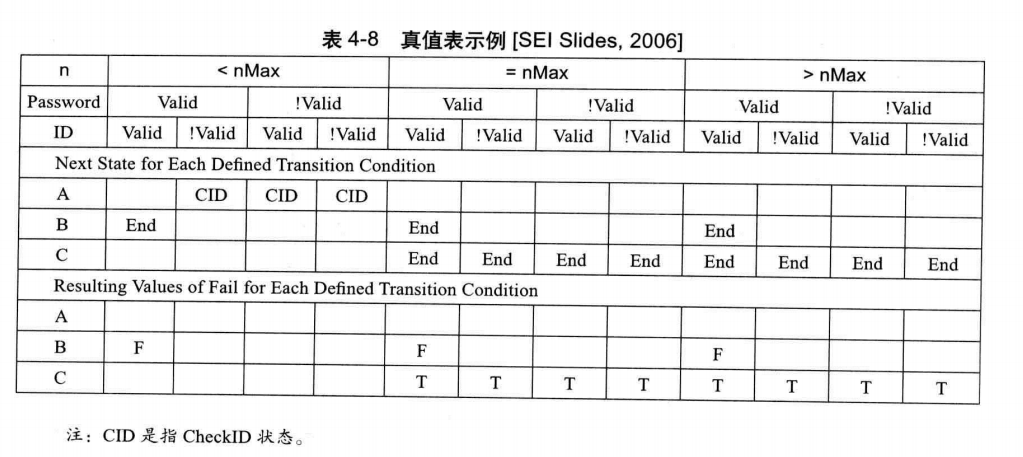 表 4-8 真值表示例 [SEI Slides, 2006]
n < nMax = nMax > nMax
Password Valid !Valid Valid !Valid Valid !Valid
ID Valid !Valid Valid !Valid Valid !Valid Valid !Valid Valid !Valid Valid !Valid
Next State for Each Defined Transition Condition
A CID CID CID
B End End End
C End End End End End End End End
Resulting Values of Fail for Each Defined Transition Condition
A
B F F F
C T T T T T T T T
注：CID 是指 CheckID 状态。